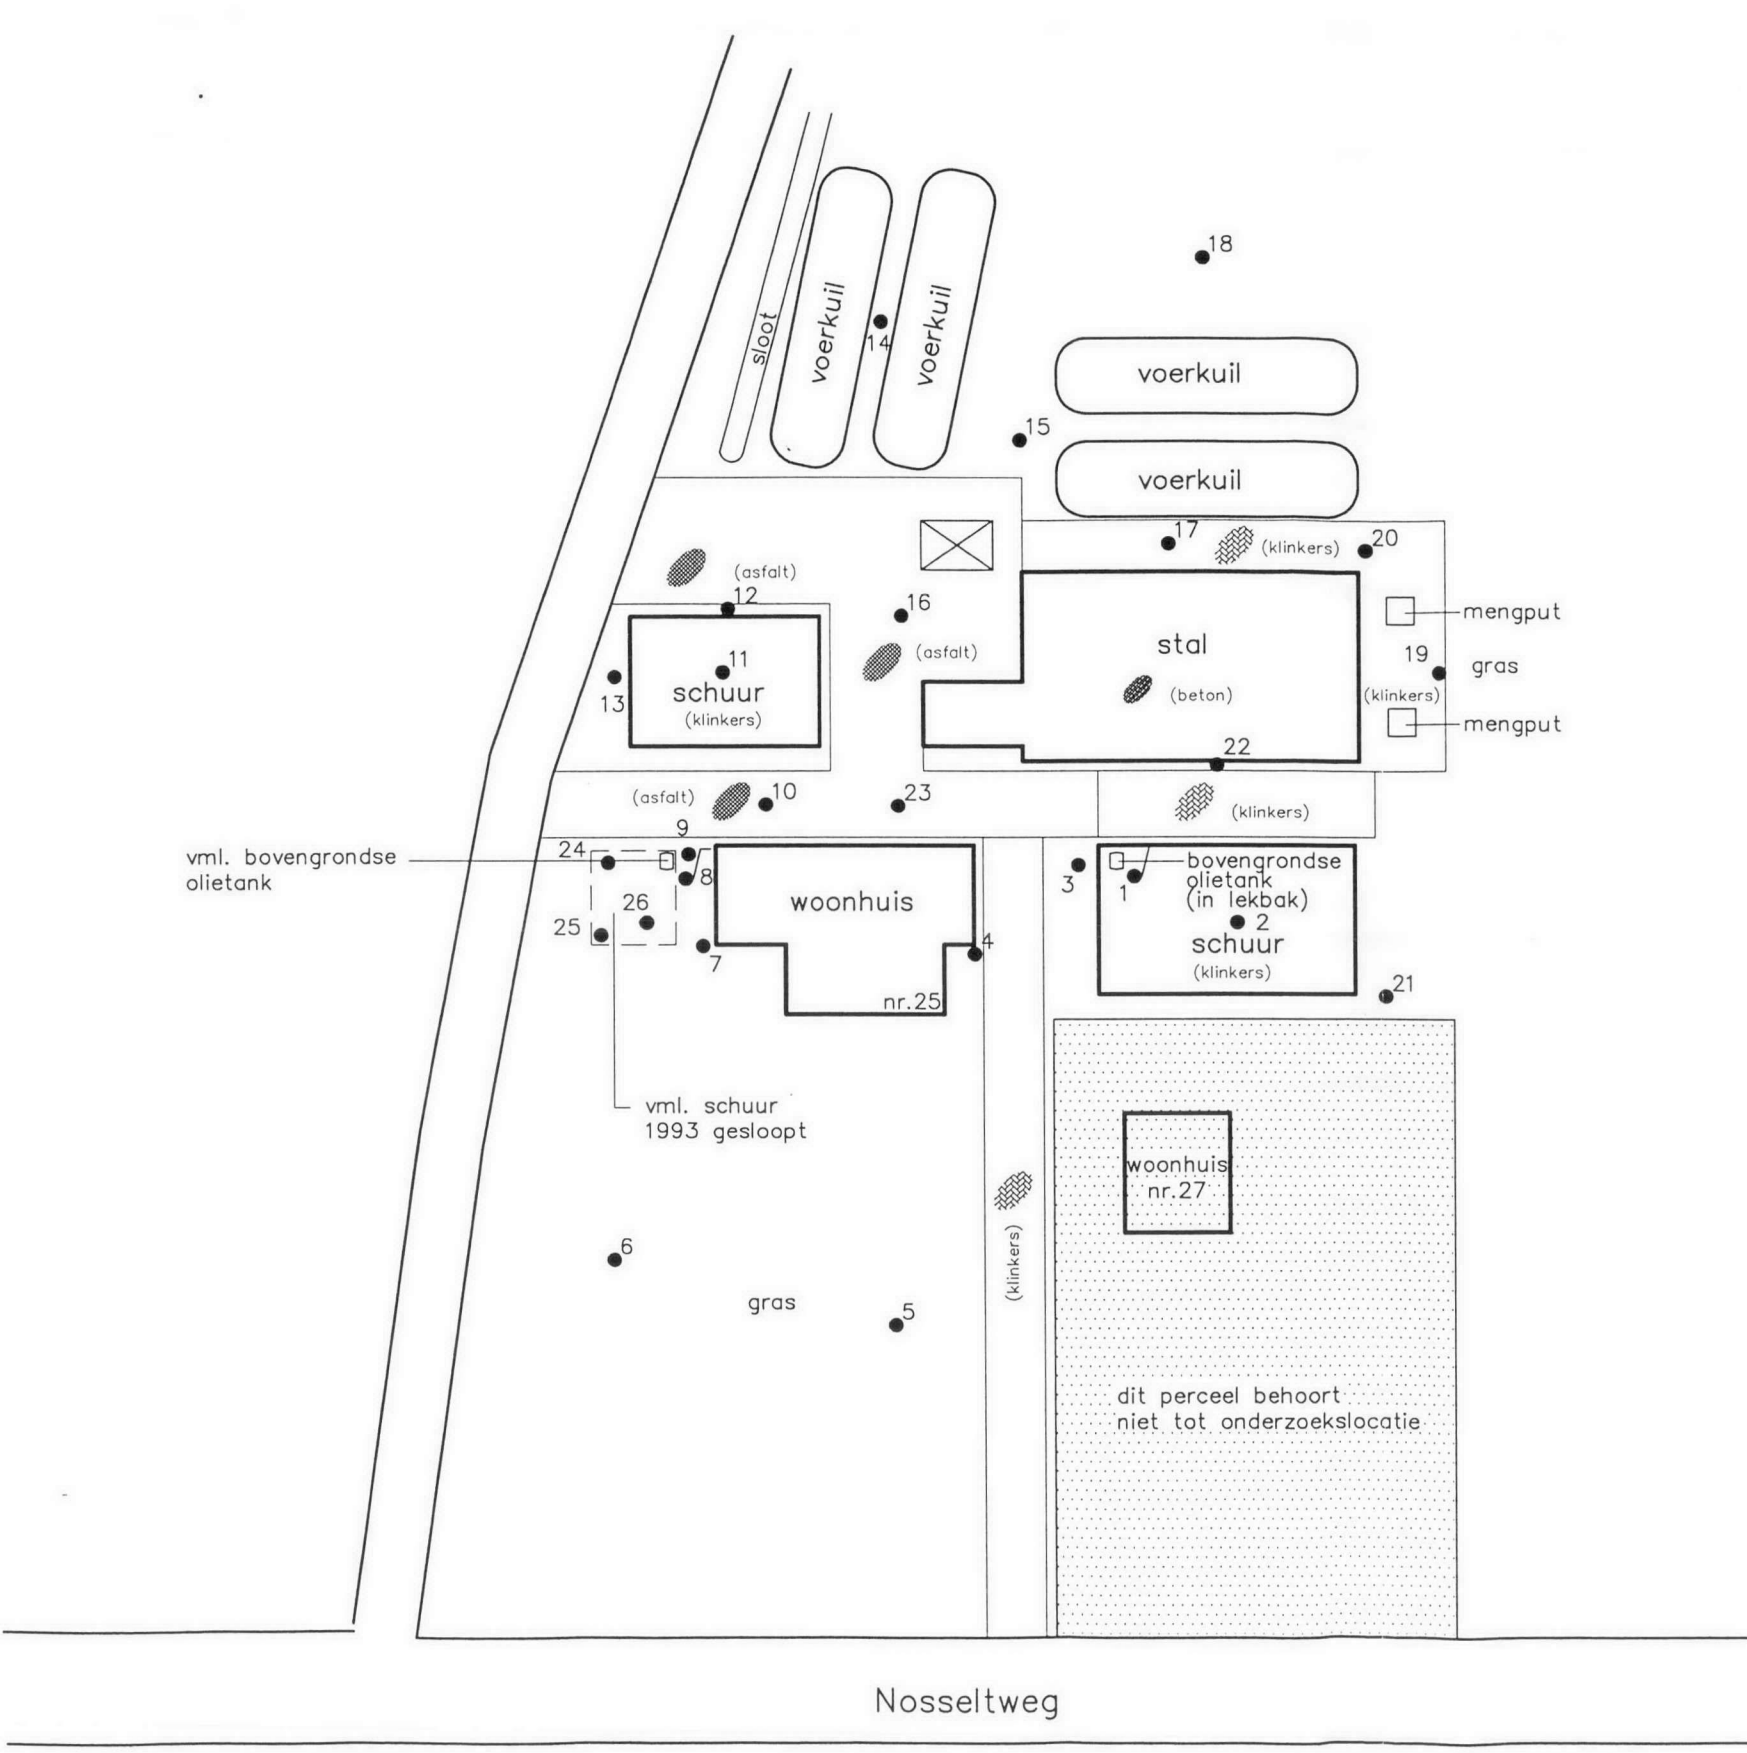 18
sloot
voerkuil
voerkuil
14
voerkuil
15
voerkuil
17
(klinkers)
20
(asfalt)
12
16
mengput
stal
11
(asfalt)
19
gras
schuur
13
(klinkers)
(beton)
(klinkers)
mengput
22
(asfalt)
10
23
(klinkers)
9
vml. bovengrondse
olietank
24
8
3
1
bovengrondse
olietank
(in lekbak)
26
woonhuis
25
2
7
4
schuur
(klinkers)
nr.25
21
vml. schuur
1993 gesloopt
woonhuis
nr.27
6
(klinkers)
gras
5
dit perceel behoort
niet tot onderzoekslocatie
Nosseltweg